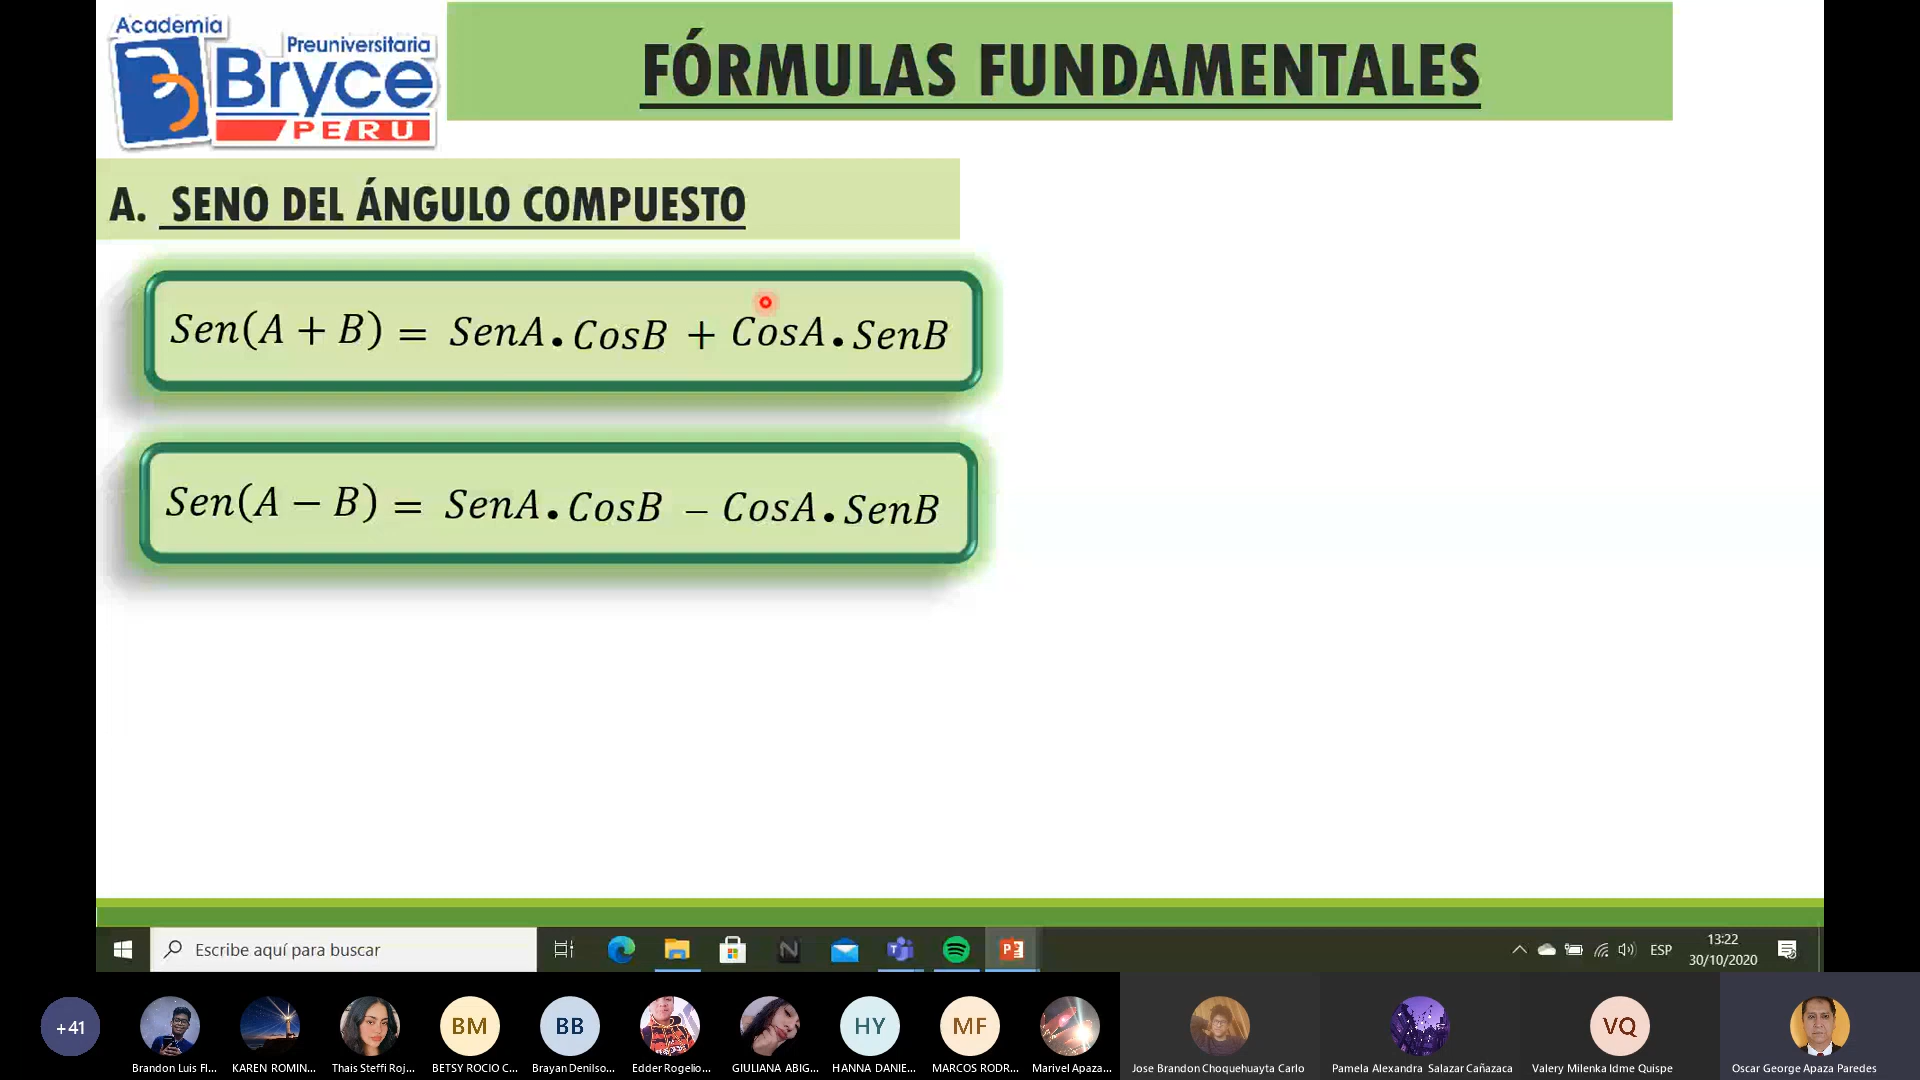 Academia
Preuniversitaria
Bryce
PERU
FÓRMULAS FUNDAMENTALES
A. SENO DEL ÁNGULO COMPUESTO
Sen(A + B) = SenA.CosB + CosA.SenB
Sen(A − B) = SenA.CosB − CosA.SenB
Escribe aquí para buscar
ESP
13:22
30/10/2020
+41
BM
BB
HY
MF
VQ
Brandon Luis Fl...
KAREN ROMIN...
Thais Steffi Roj...
BETSY ROCIO C...
Brayan Denilso...
Edder Rogelio...
GIULIANA ABIG...
HANNA DANIE...
MARCOS RODR...
Marivel Apaza...
Jose Brandon Choquehuayta Carlo
Pamela Alexandra Salazar Cañazaca
Valery Milenka Idme Quispe
Oscar George Apaza Paredes